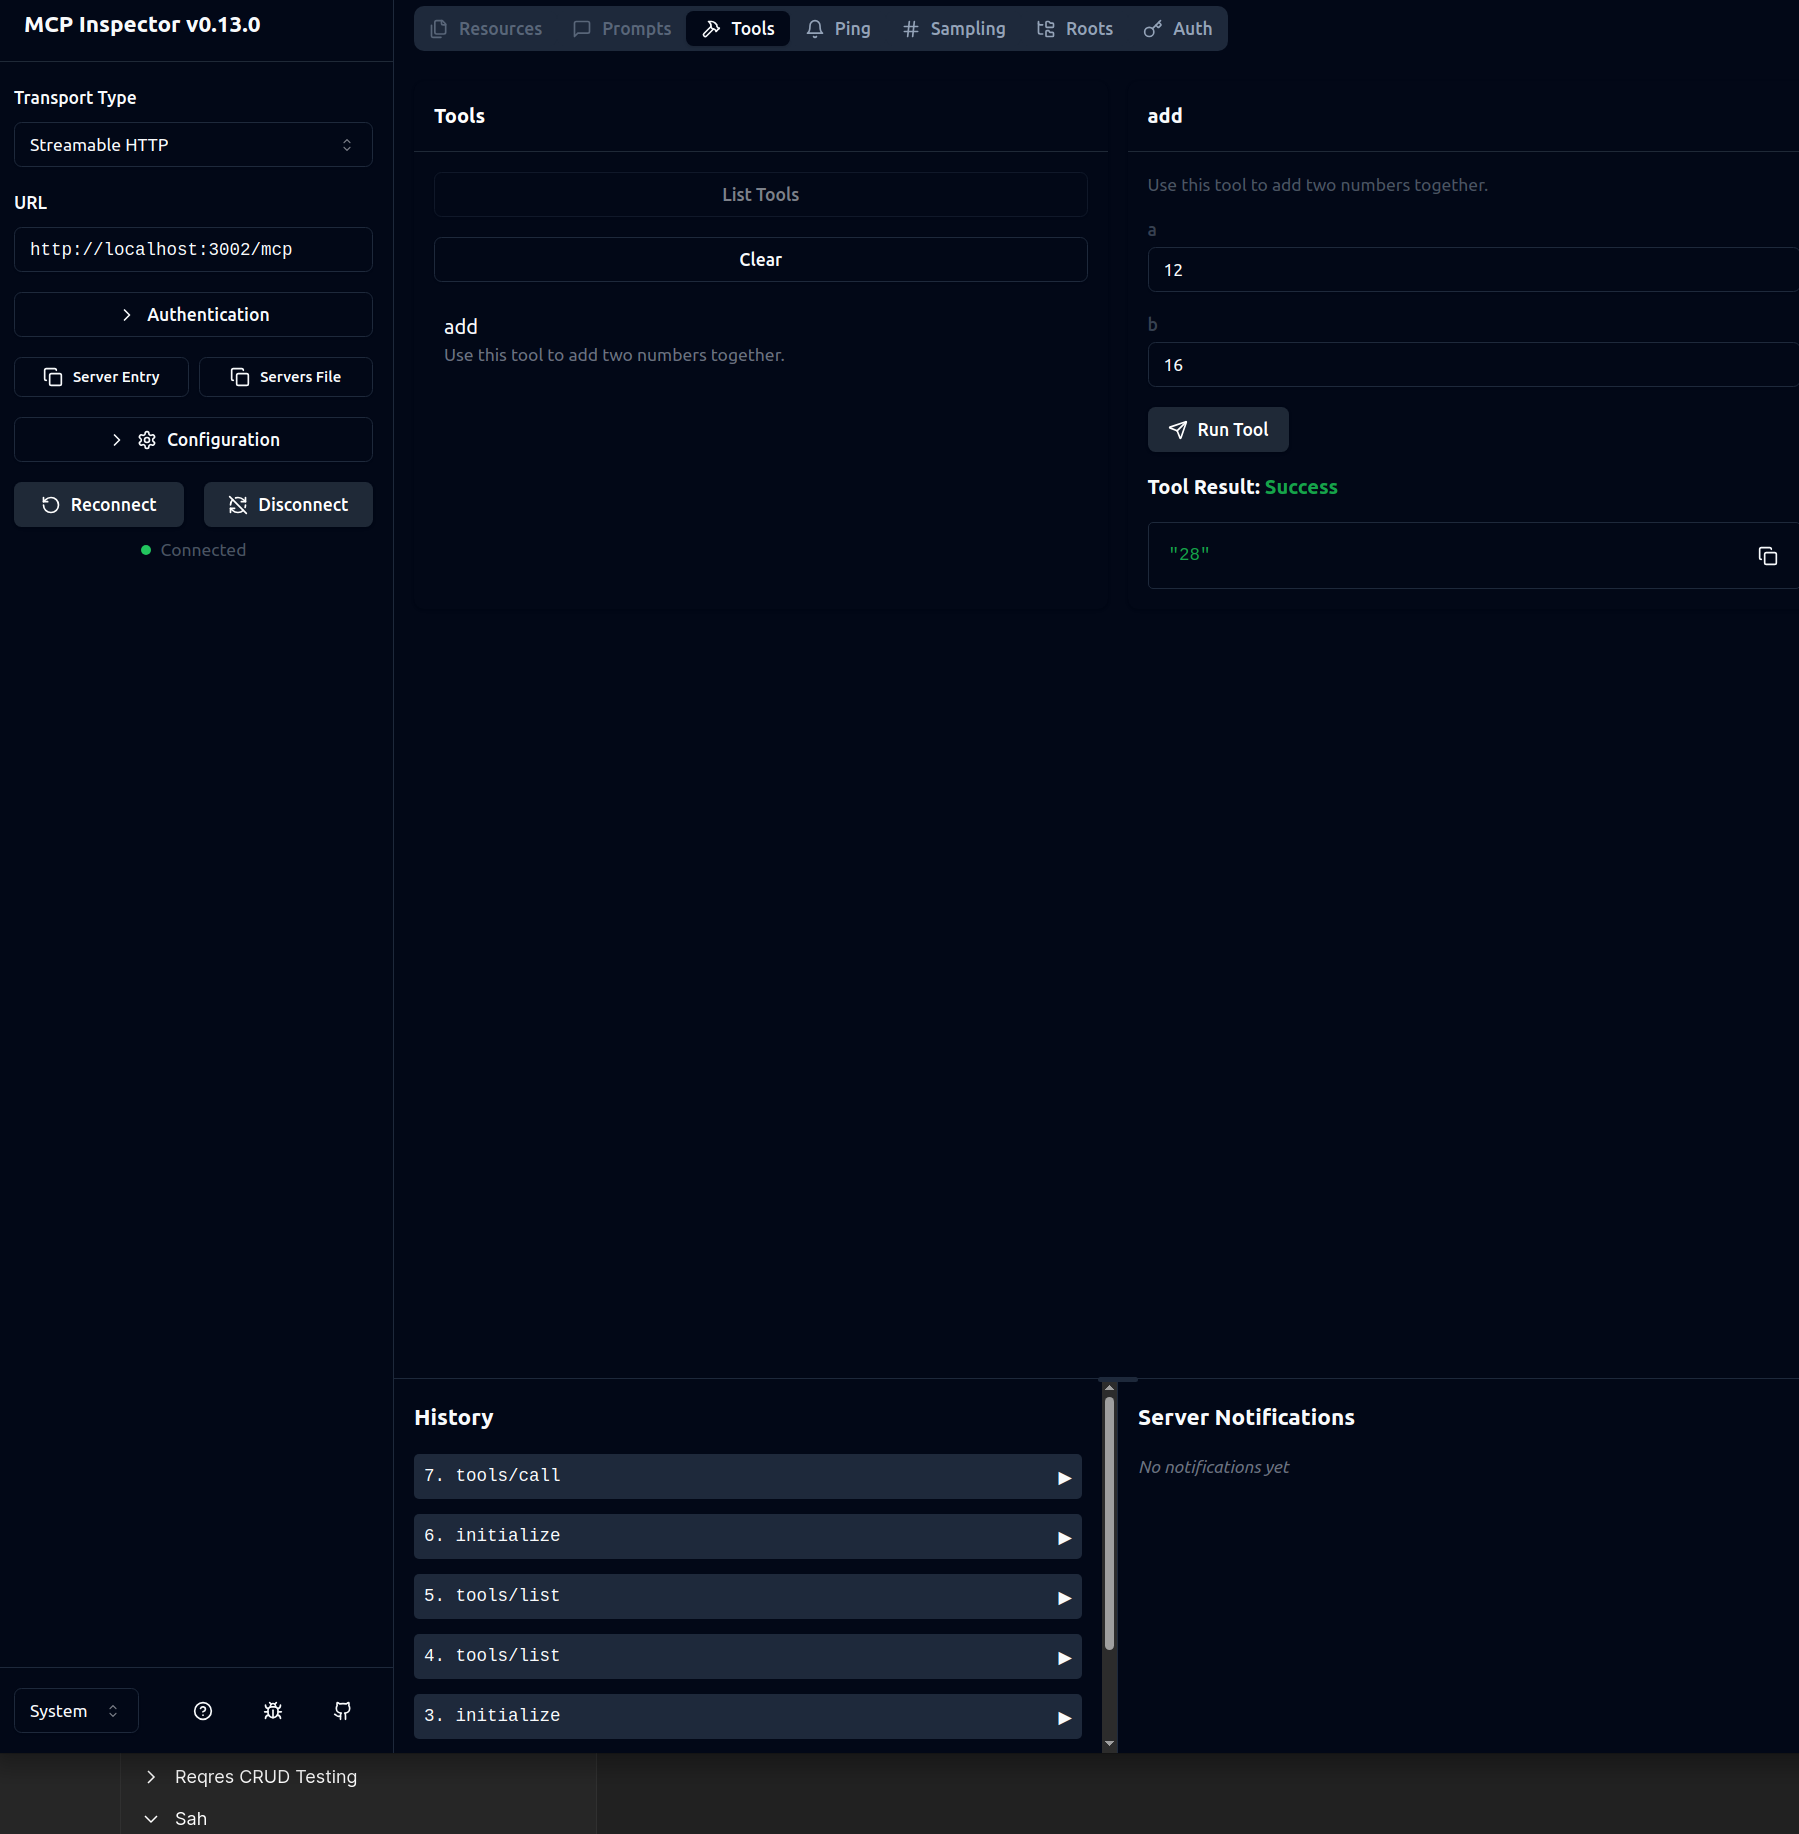 MCP Inspector v0.13.0
Transport Type
Streamable HTTP
URL
http://localhost:3002/mcp
Authentication
Server Entry
Servers File
Configuration
Reconnect
Disconnect
Connected
System
Resources
Prompts
Tools
Ping
Sampling
Roots
Auth
Tools
List Tools
Clear
add
Use this tool to add two numbers together.
add
Use this tool to add two numbers together.
a
12
b
16
Run Tool
Tool Result: Success
"28"
History
7. tools/call
6. initialize
5. tools/list
4. tools/list
3. initialize
Server Notifications
No notifications yet
Reqres CRUD Testing
Sah